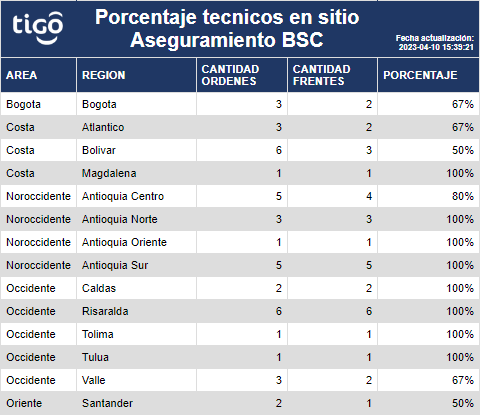 tigo
Porcentaje tecnicos en sitio
Aseguramiento BSC
Fecha actualización:
2023-04-10 15:39:21
AREA REGION CANTIDAD ORDENES CANTIDAD FRENTES PORCENTAJE
Bogota Bogota 3 2 67%
Costa Atlantico 3 2 67%
Costa Bolivar 6 3 50%
Costa Magdalena 1 1 100%
Noroccidente Antioquia Centro 5 4 80%
Noroccidente Antioquia Norte 3 3 100%
Noroccidente Antioquia Oriente 1 1 100%
Noroccidente Antioquia Sur 5 5 100%
Occidente Caldas 2 2 100%
Occidente Risaralda 6 6 100%
Occidente Tolima 1 1 100%
Occidente Tulua 1 1 100%
Occidente Valle 3 2 67%
Oriente Santander 2 1 50%